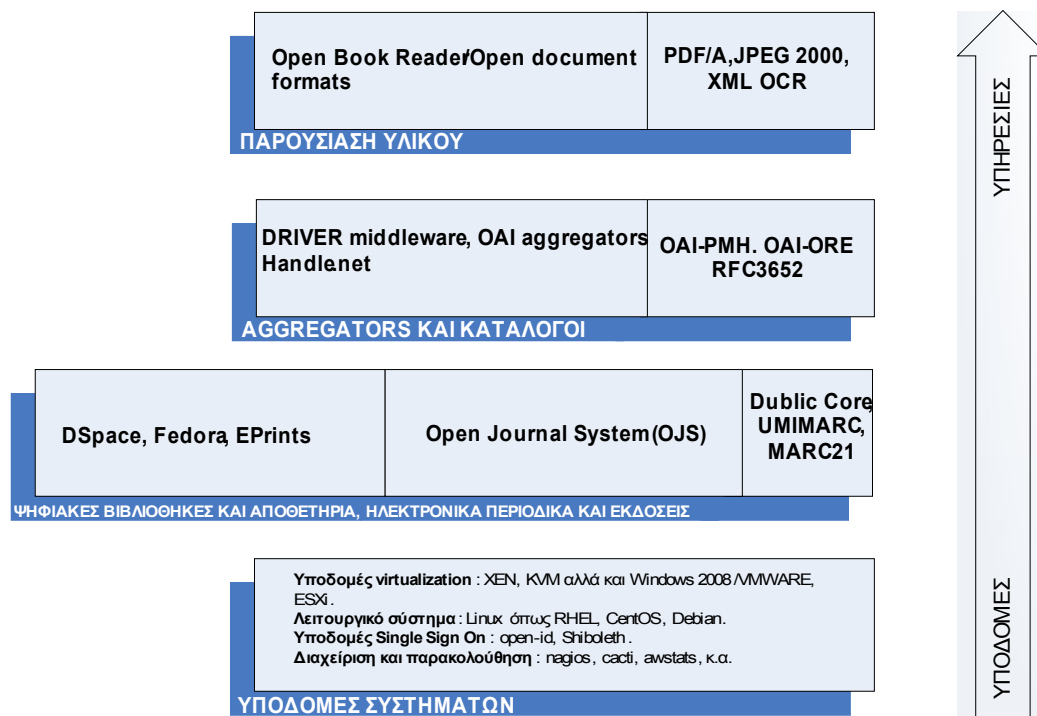 Open Book Reader/Open document
formats
PDF/A,JPEG 2000,
XML OCR
ΠΑΡΟΥΣΙΑΣΗ ΥΛΙΚΟΥ
DRIVER middleware, OAI aggregators
Handle.net
OAI-PMH. OAI-ORE
RFC3652
AGGREGATORS ΚΑΙ ΚΑΤΑΛΟΓΟΙ
DSpace, Fedora, EPrints
Open Journal System (OJS)
Dublic Core,
UMIMARC,
MARC21
ΨΗΦΙΑΚΕΣ ΒΙΒΛΙΟΘΗΚΕΣ ΚΑΙ ΑΠΟΘΕΤΗΡΙΑ, ΗΛΕΚΤΡΟΝΙΚΑ ΠΕΡΙΟΔΙΚΑ ΚΑΙ ΕΚΔΟΣΕΙΣ
Υποδομές virtualization : XEN, KVM αλλά και Windows 2008 /VMWARE,
ESXi.
Λειτουργικό σύστημα : Linux όπως RHEL, CentOS, Debian.
Υποδομές Single Sign On : open-id, Shiboleth.
Διαχείριση και παρακολούθηση : nagios, cacti, awstats, κ.α.
ΥΠΟΔΟΜΕΣ ΣΥΣΤΗΜΑΤΩΝ
ΥΠΗΡΕΣΙΕΣ
ΥΠΟΔΟΜΕΣ